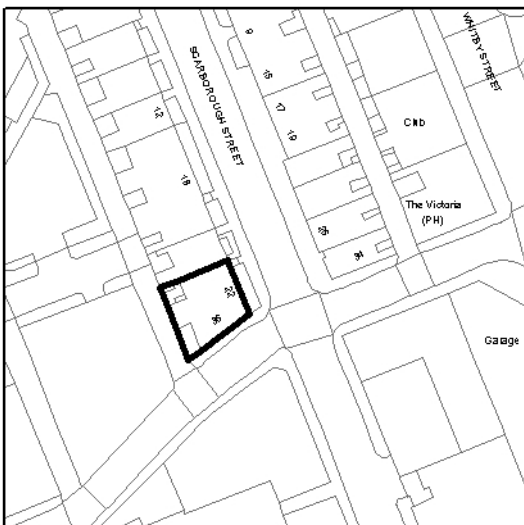 WHITBY STREET
SCARBOROUGH STREET
9
15
12
17
19
Club
18
The Victoria
(PH)
22
Garage